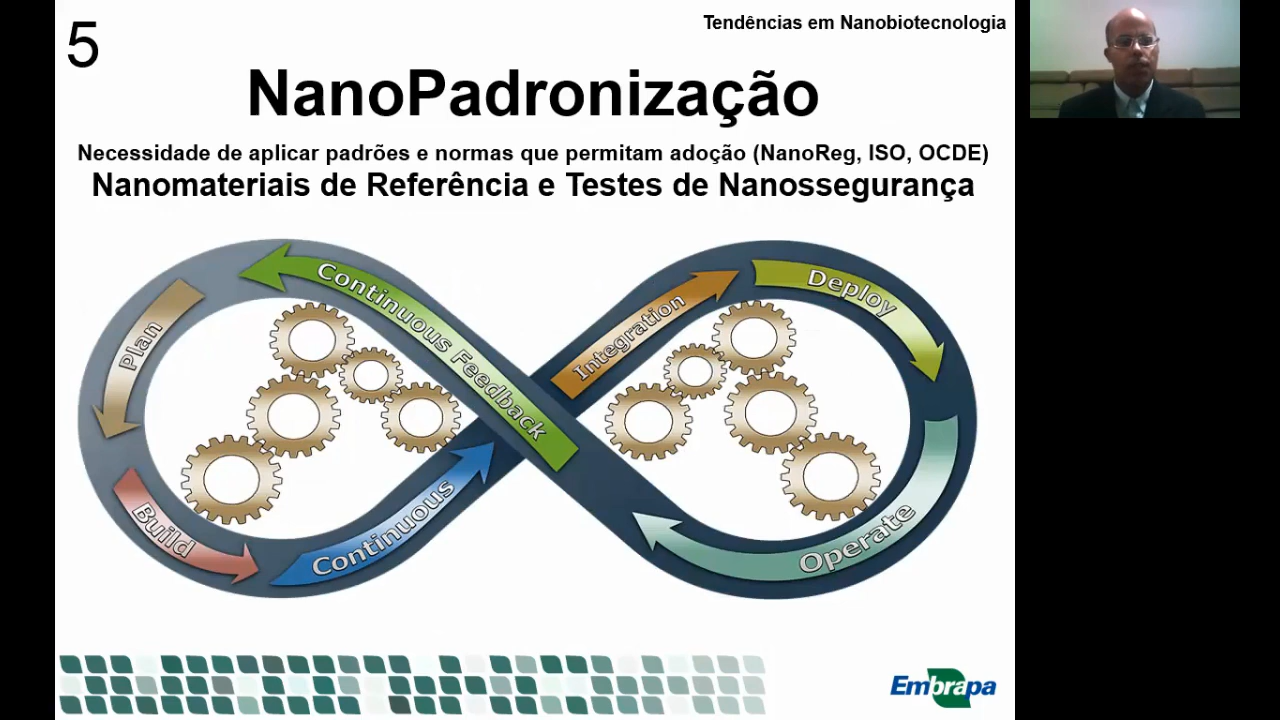 5
Tendências em Nanobiotecnologia
NanoPadronização
Necessidade de aplicar padrões e normas que permitam adoção (NanoReg, ISO, OCDE)
Nanomateriais de Referência e Testes de Nanossegurança
Continuous Feedback
Plan
Build
Continuous
Integration
Deploy
Operate
Embrapa